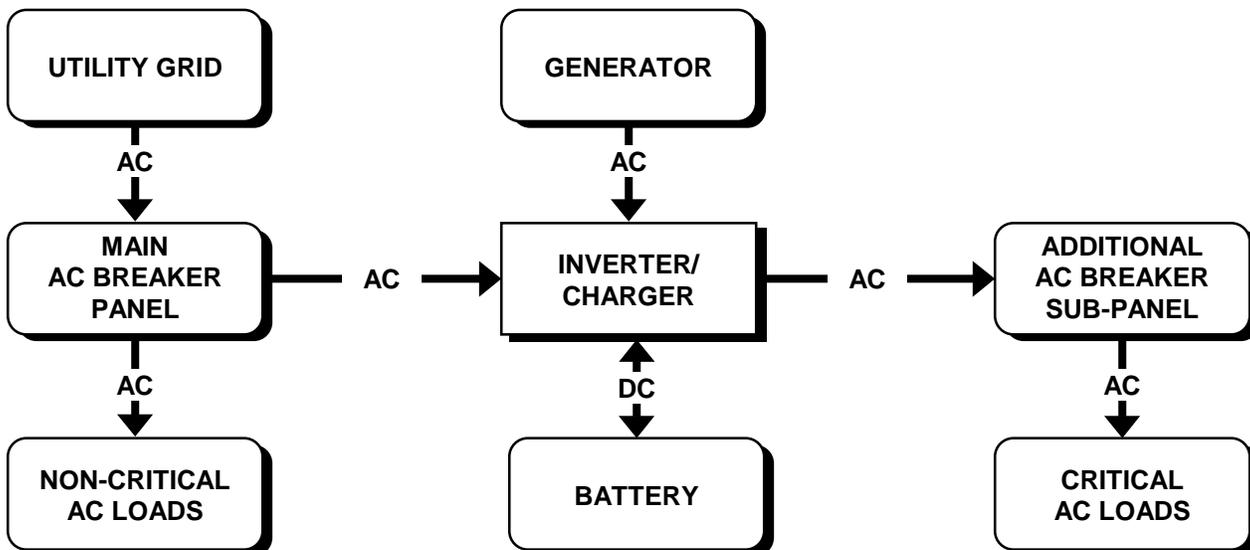 UTILITY GRID
GENERATOR
AC
AC
MAIN
AC BREAKER
PANEL
AC
INVERTER/
CHARGER
AC
ADDITIONAL
AC BREAKER
SUB-PANEL
AC
DC
AC
NON-CRITICAL
AC LOADS
BATTERY
CRITICAL
AC LOADS